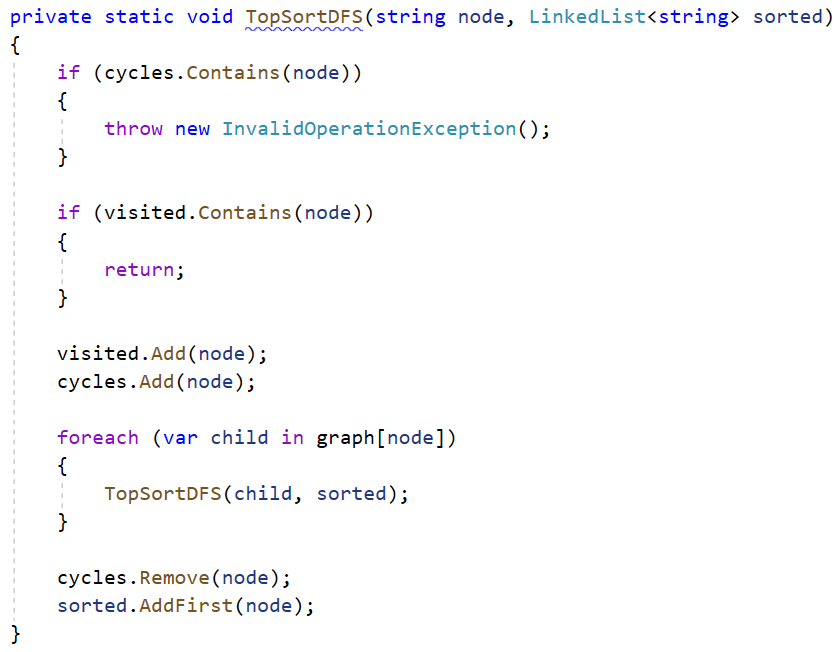 private static void TopSortDFS(string node, LinkedList<string> sorted)
{
    if (cycles.Contains(node))
    {
        throw new InvalidOperationException();
    }

    if (visited.Contains(node))
    {
        return;
    }

    visited.Add(node);
    cycles.Add(node);

    foreach (var child in graph[node])
    {
        TopSortDFS(child, sorted);
    }

    cycles.Remove(node);
    sorted.AddFirst(node);
}